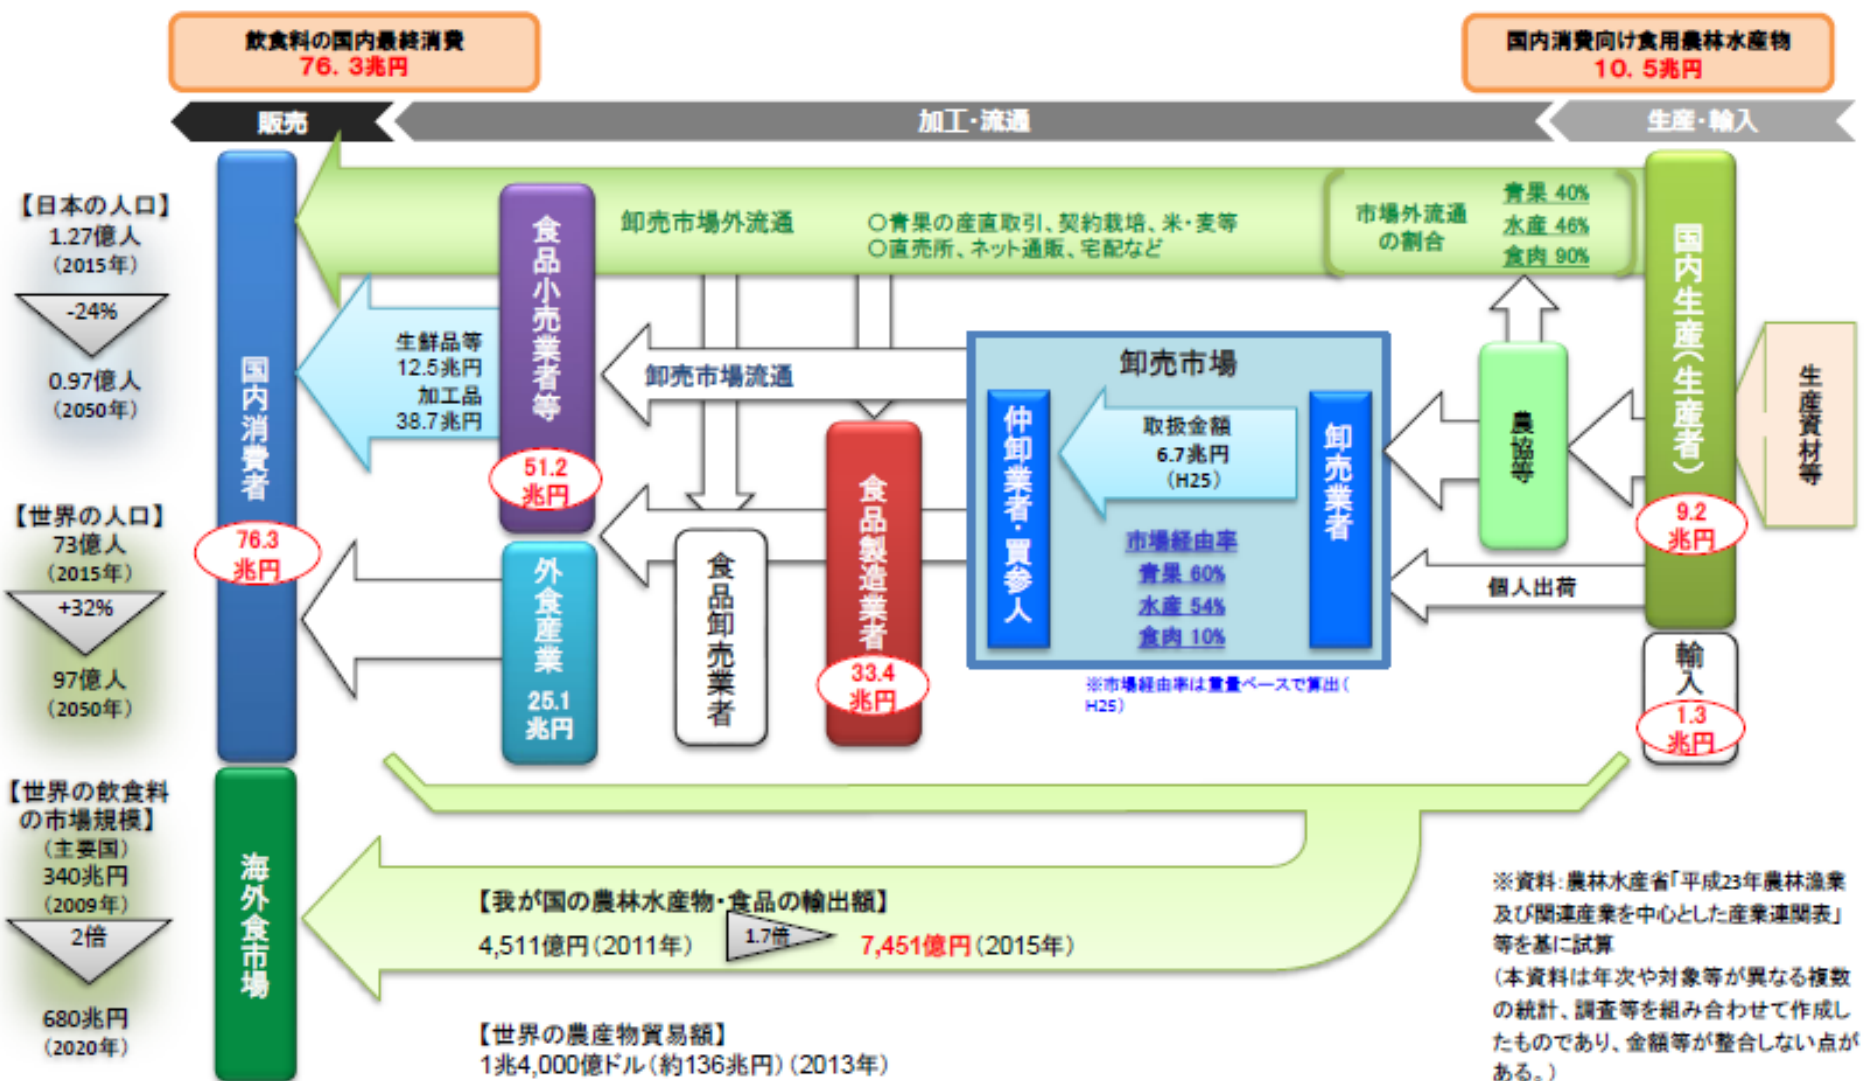 飲食料の国内最終消費
76.3兆円
国内消費向け食用農林水産物
10.5兆円
販売
加工・流通
生産・輸入
【日本の人口】
1.27億人
（2015年）
-24%
0.97億人
（2050年）
【世界の人口】
73億人
（2015年）
+32%
97億人
（2050年）
【世界の飲食料
の市場規模】
（主要国）
340兆円
（2009年）
2倍
680兆円
（2020年）
国内消費者
76.3
兆円
海外食市場
卸売市場外流通
○青果の産直取引、契約栽培、米・麦等
○直売所、ネット通販、宅配など
市場外流通
の割合
青果 40%
水産 46%
食肉 90%
生鮮品等
12.5兆円
加工品
38.7兆円
食品小売業者等
51.2
兆円
外食産業
25.1
兆円
卸売市場流通
食品卸売業者
食品製造業者
33.4
兆円
卸売市場
仲卸業者・買参人
取扱金額
6.7兆円
（H25）
市場経由率
青果 60%
水産 54%
食肉 10%
卸売業者
※市場経由率は重量ベースで算出（
H25）
農協等
個人出荷
国内生産（生産者）
9.2
兆円
輸入
1.3
兆円
生産資材等
【我が国の農林水産物・食品の輸出額】
4,511億円（2011年）
1.7倍
7,451億円（2015年）
【世界の農産物貿易額】
1兆4,000億ドル（約136兆円）（2013年）
※資料：農林水産省「平成23年農林漁業
及び関連産業を中心とした産業連関表」
等を基に試算
（本資料は年次や対象等が異なる複数
の統計、調査等を組み合わせて作成し
たものであり、金額等が整合しない点が
ある。）